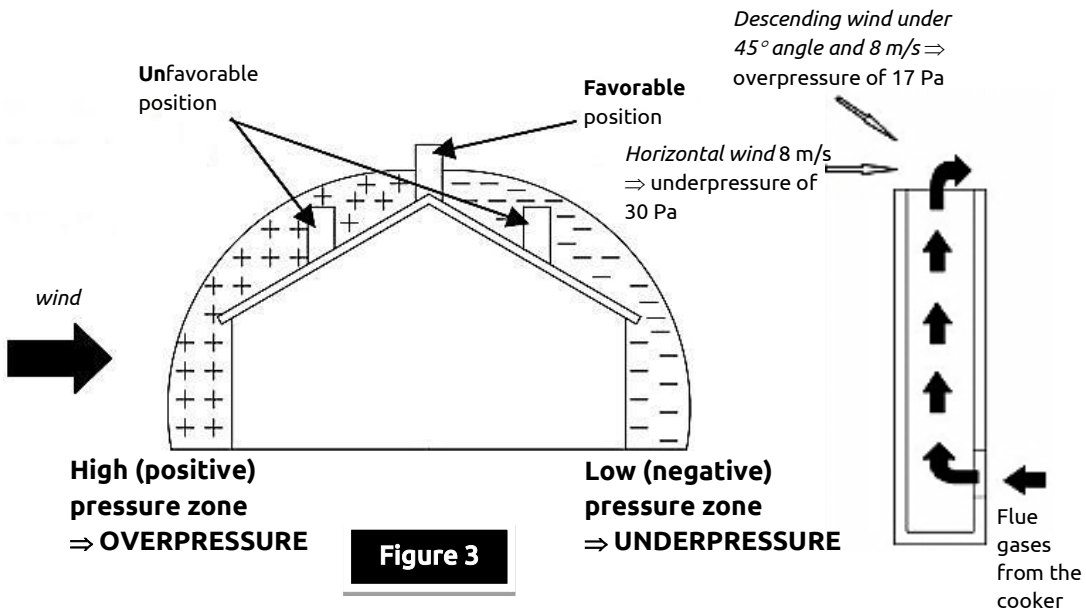 Descending wind under
45° angle and 8 m/s ⇒
overpressure of 17 Pa
Unfavorable
position
Favorable
position
Horizontal wind 8 m/s
⇒ underpressure of
30 Pa
wind
High (positive)
pressure zone
⇒ OVERPRESSURE
Low (negative)
pressure zone
⇒ UNDERPRESSURE
Flue
gases
from the
cooker
Figure 3